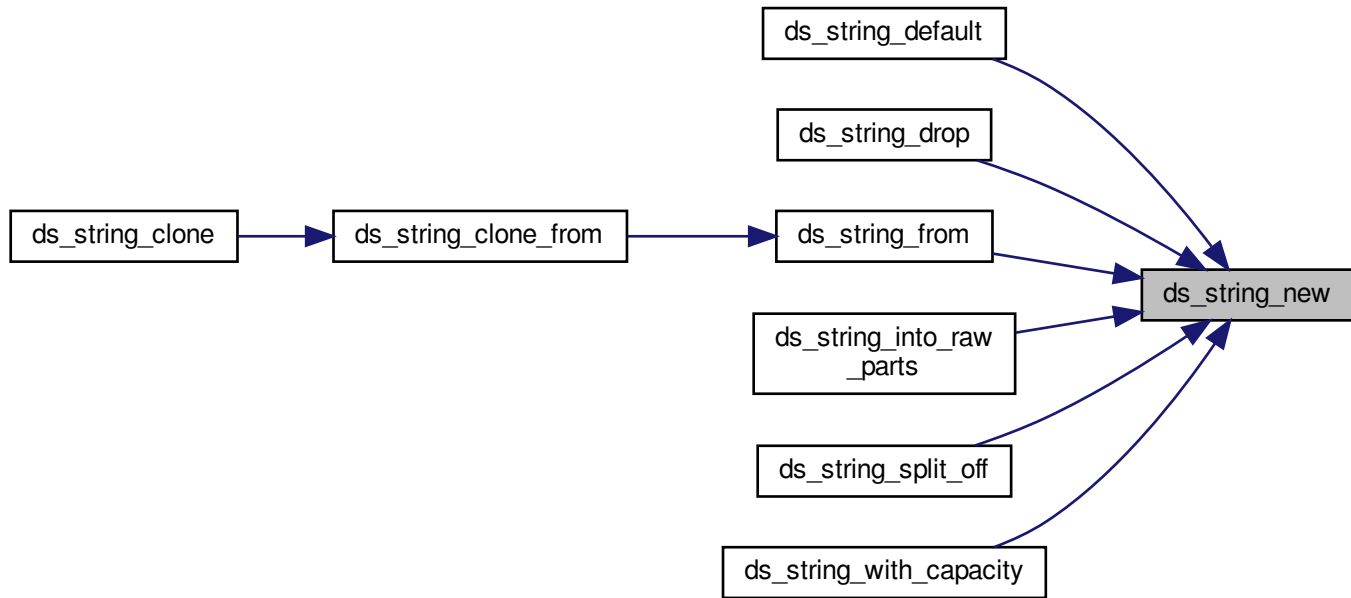 ds_string_default
ds_string_drop
ds_string_clone
ds_string_clone_from
ds_string_from
ds_string_new
ds_string_into_raw
_parts
ds_string_split_off
ds_string_with_capacity